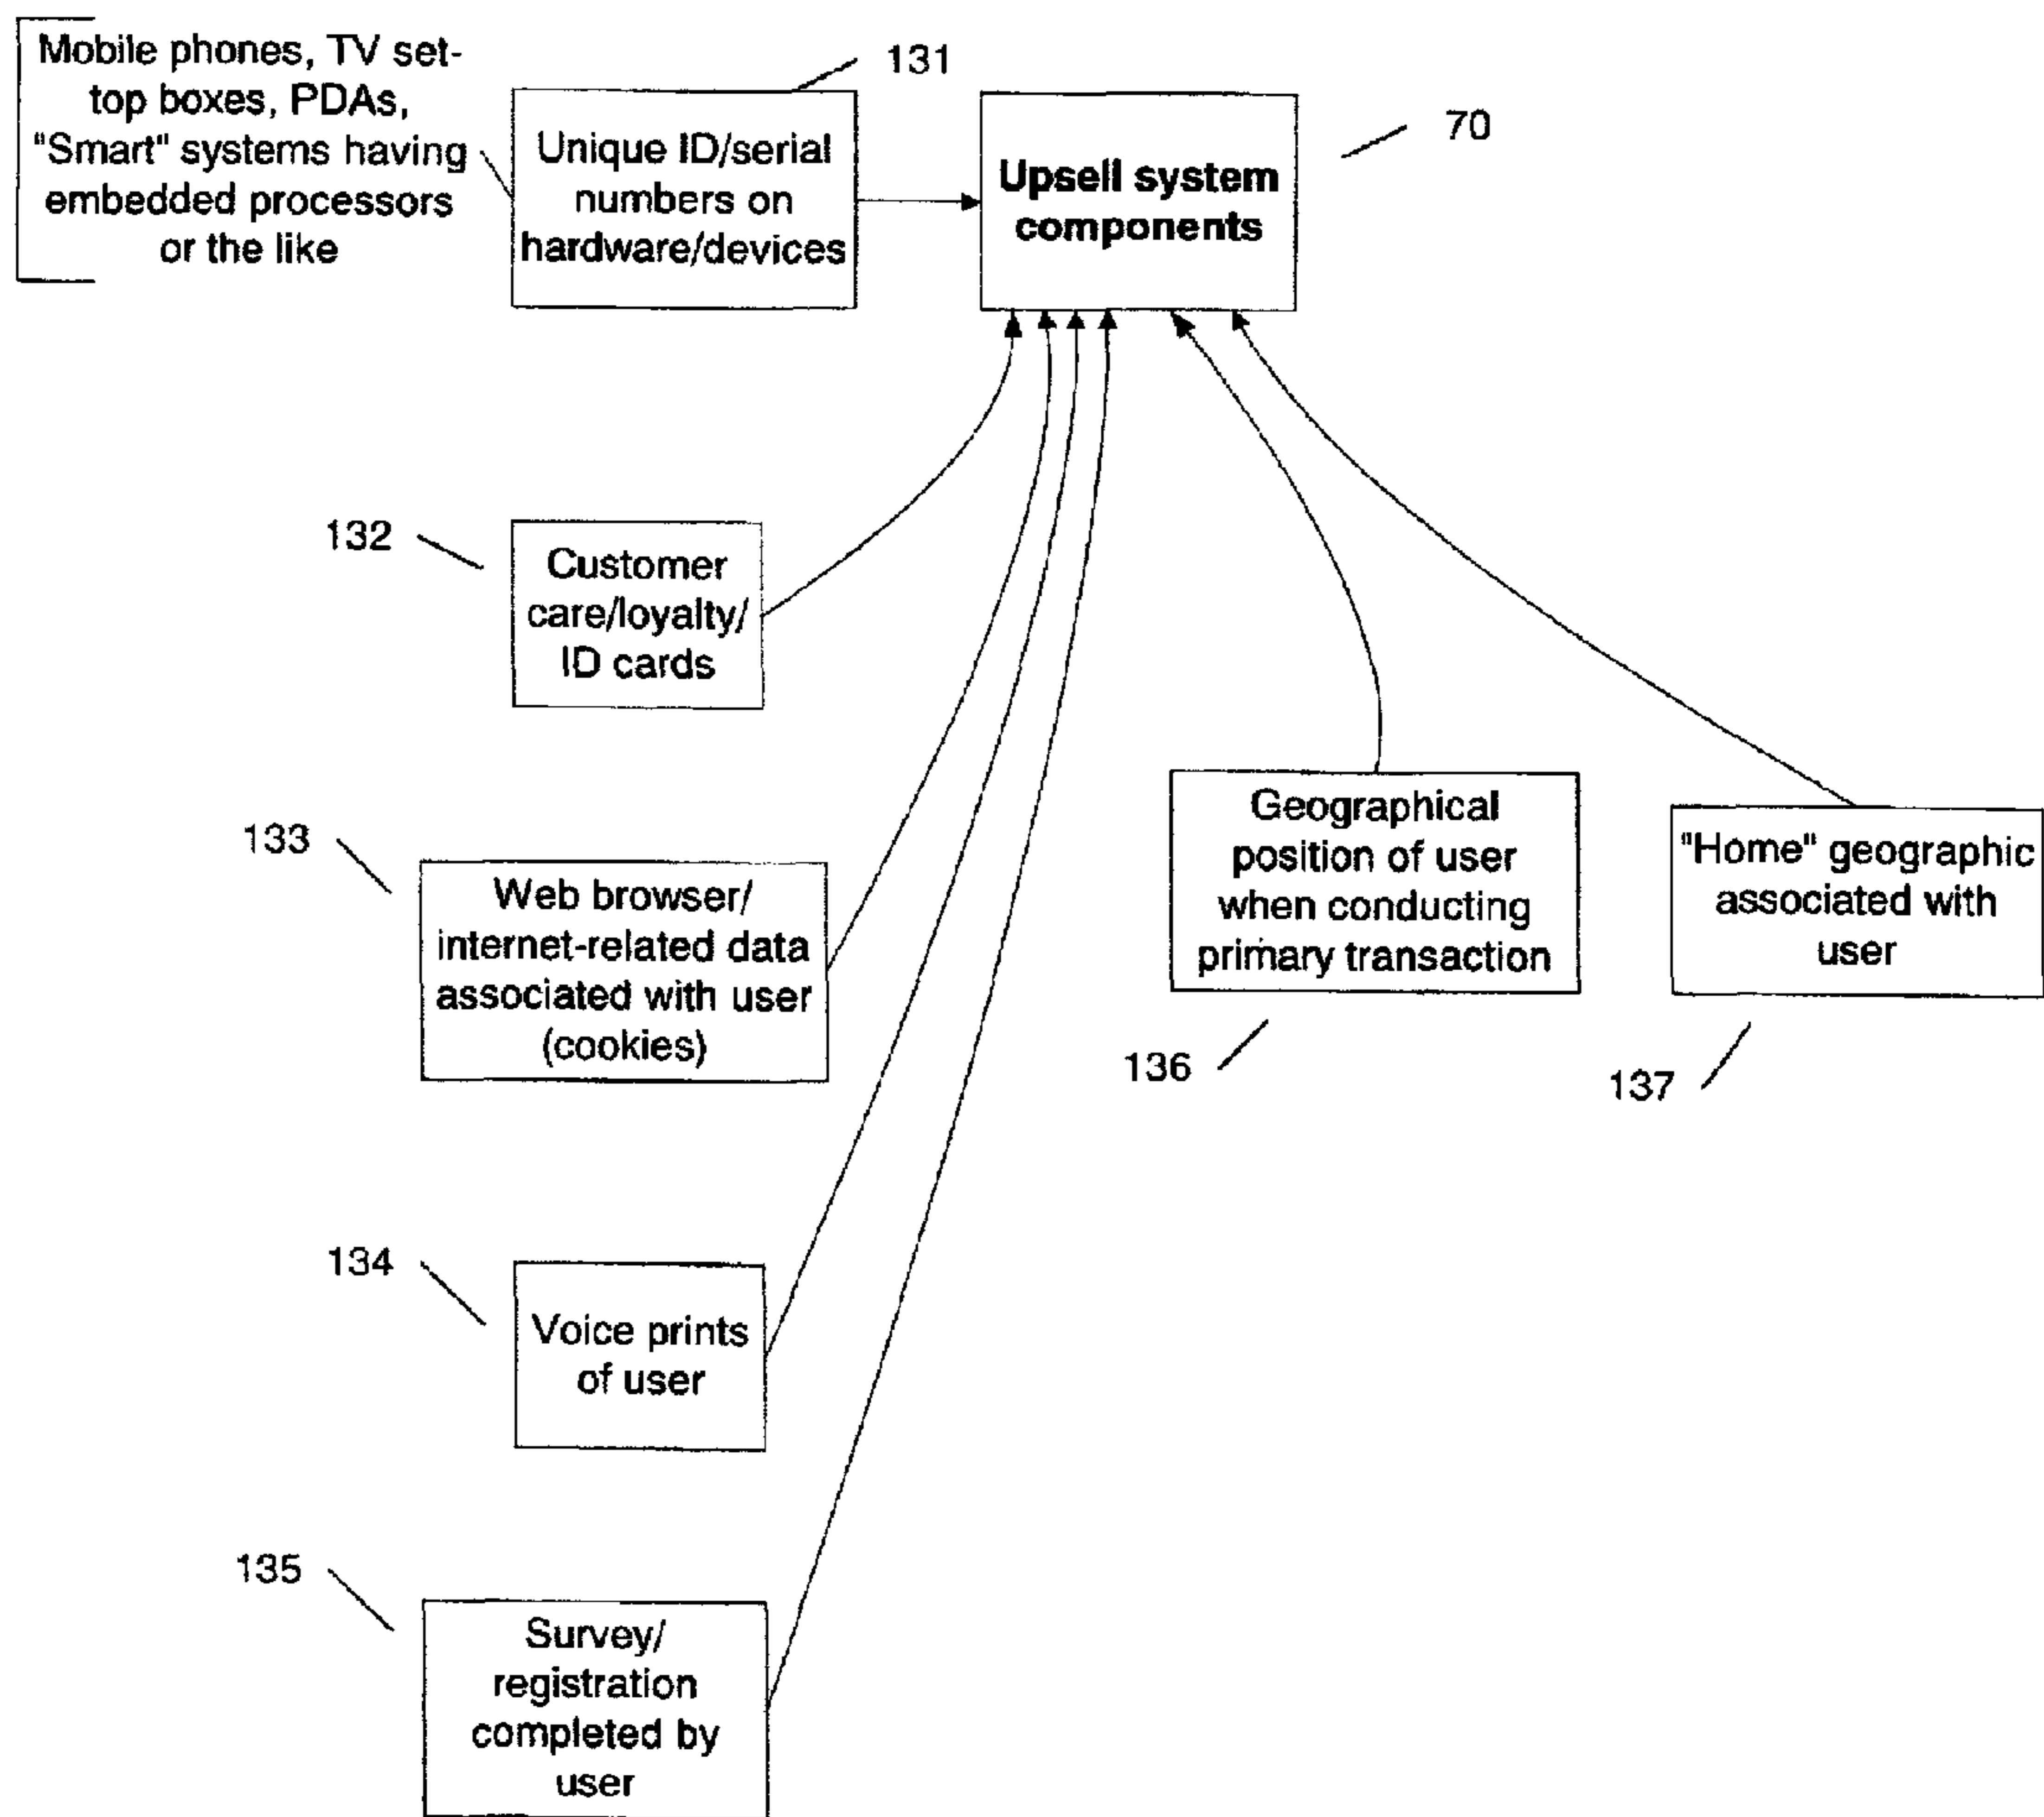 Mobile phones, TV set-
top boxes, PDAs,
"Smart" systems having
embedded processors
or the like
131
Unique ID/serial
numbers on
hardware/devices
Upsell system
components
70
132
Customer
care/loyalty/
ID cards
133
Web browser/
internet-related data
associated with user
(cookies)
134
Voice prints
of user
135
Survey/
registration
completed by
user
Geographical
position of user
when conducting
primary transaction
136
"Home" geographic
associated with
user
137